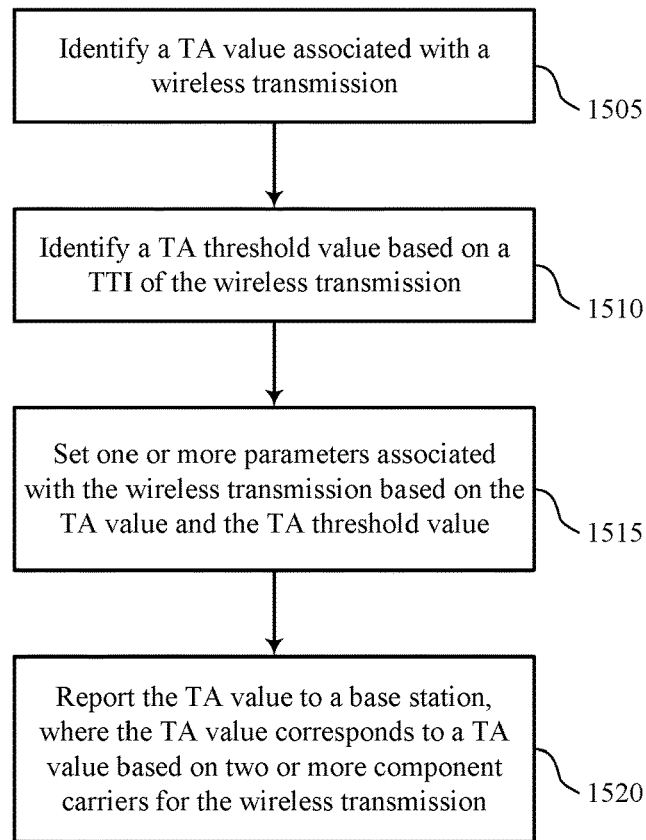 Identify a TA value associated with a
wireless transmission
1505
Identify a TA threshold value based on a
TTI of the wireless transmission
1510
Set one or more parameters associated
with the wireless transmission based on the
TA value and the TA threshold value
1515
Report the TA value to a base station,
where the TA value corresponds to a TA
value based on two or more component
carriers for the wireless transmission
1520